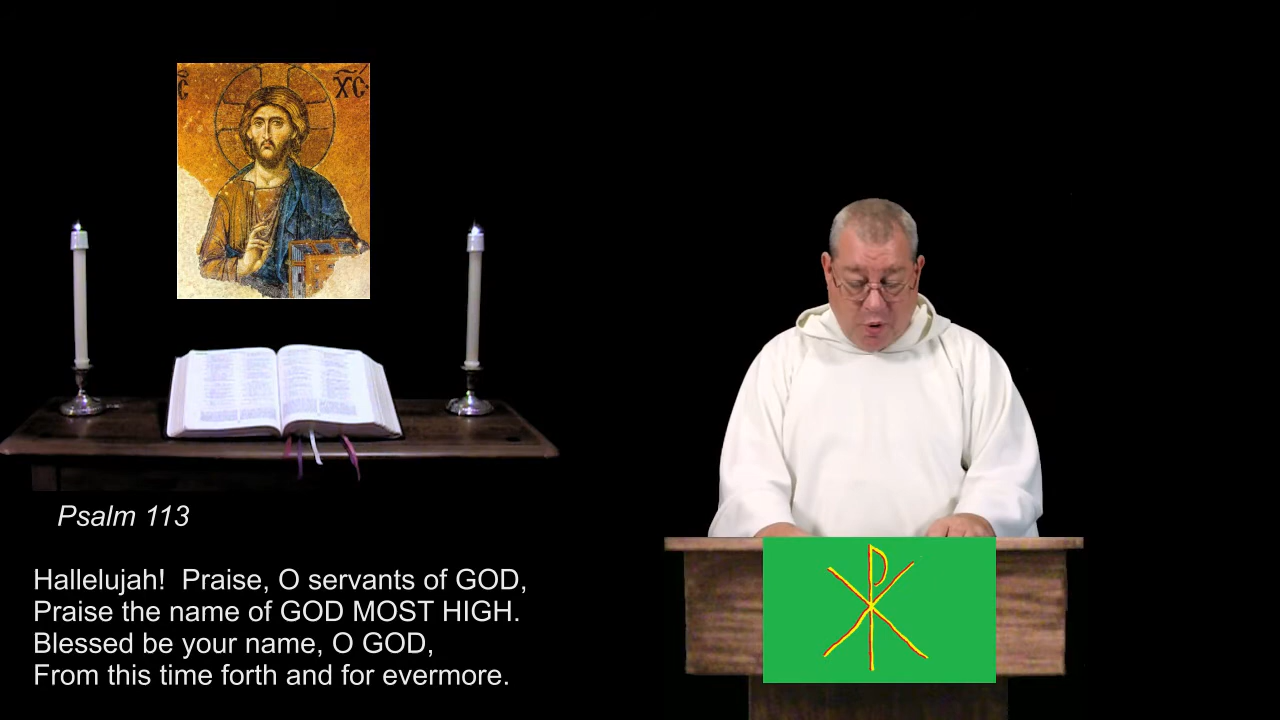 Psalm 113
Hallelujah!  Praise, O servants of GOD,
Praise the name of GOD MOST HIGH.
Blessed be your name, O GOD,
From this time forth and for evermore.